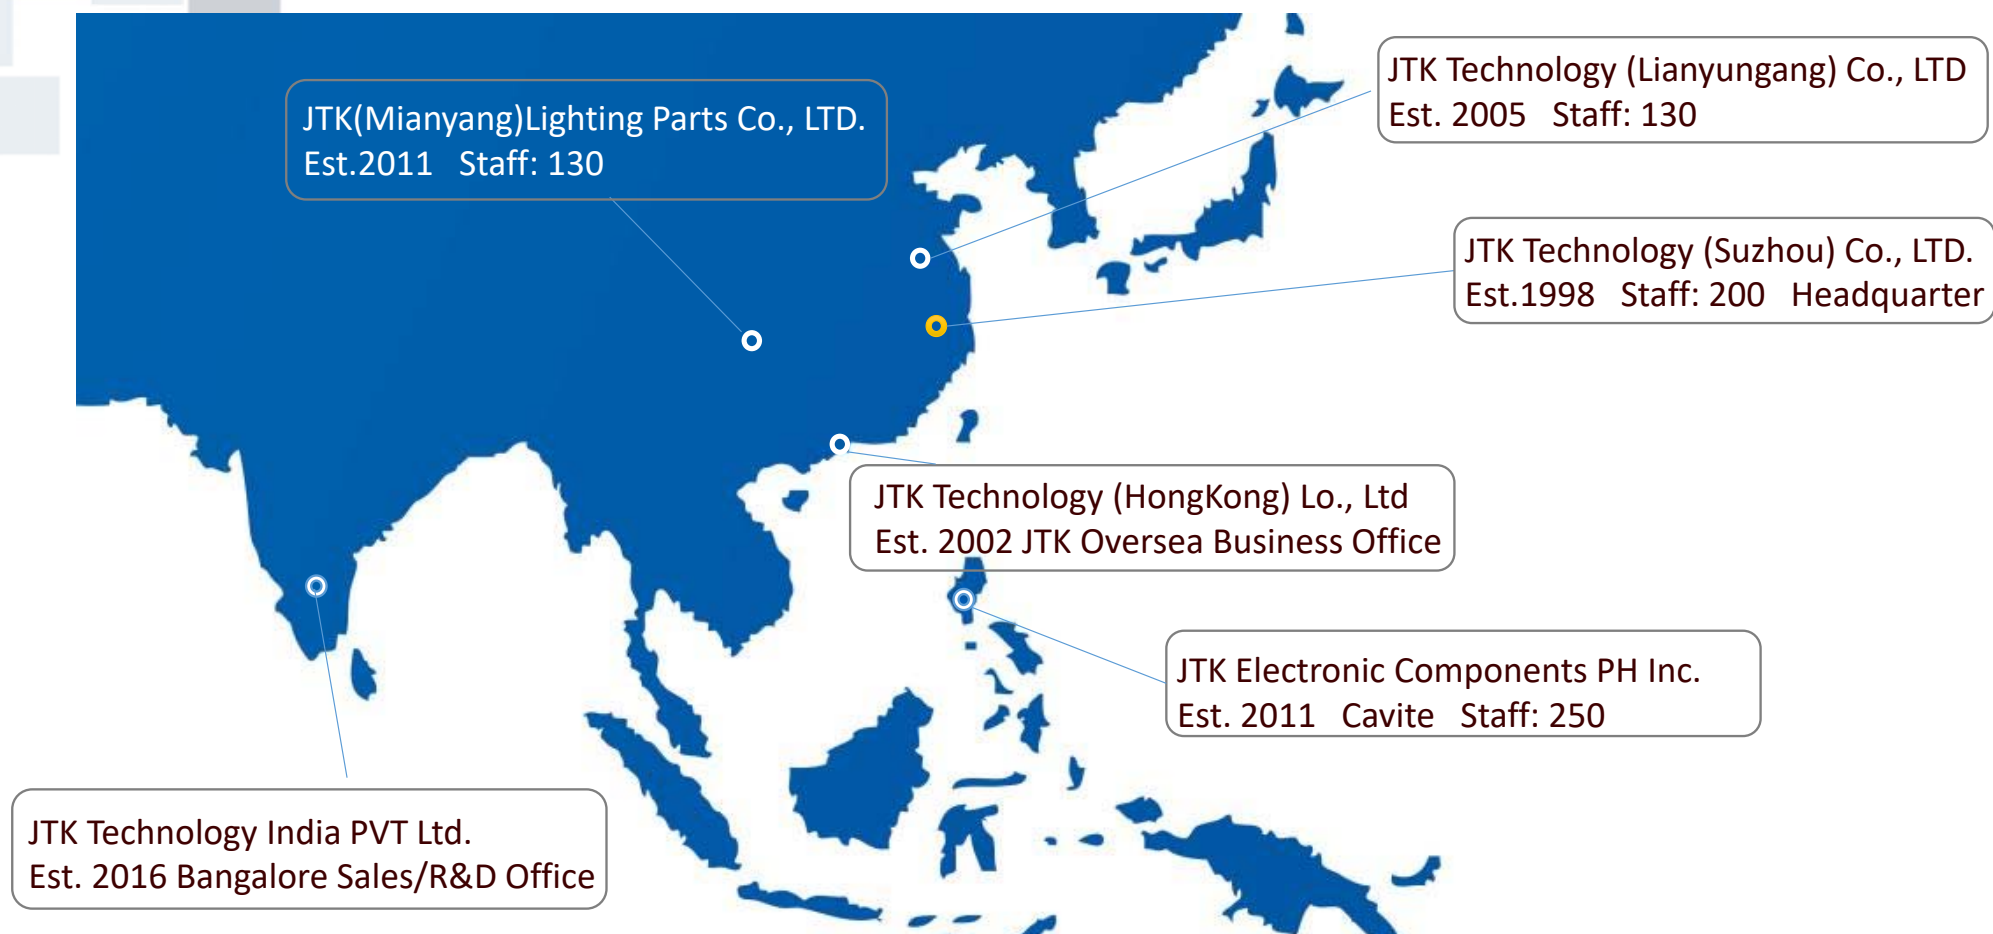 JTK(Mianyang)Lighting Parts Co., LTD.
Est.2011 Staff: 130
JTK Technology (Lianyungang) Co., LTD
Est. 2005 Staff: 130
JTK Technology (Suzhou) Co., LTD.
Est.1998 Staff: 200 Headquarter
JTK Technology (HongKong) Lo., Ltd
Est. 2002 JTK Oversea Business Office
JTK Electronic Components PH Inc.
Est. 2011 Cavite Staff: 250
JTK Technology India PVT Ltd.
Est. 2016 Bangalore Sales/R&D Office